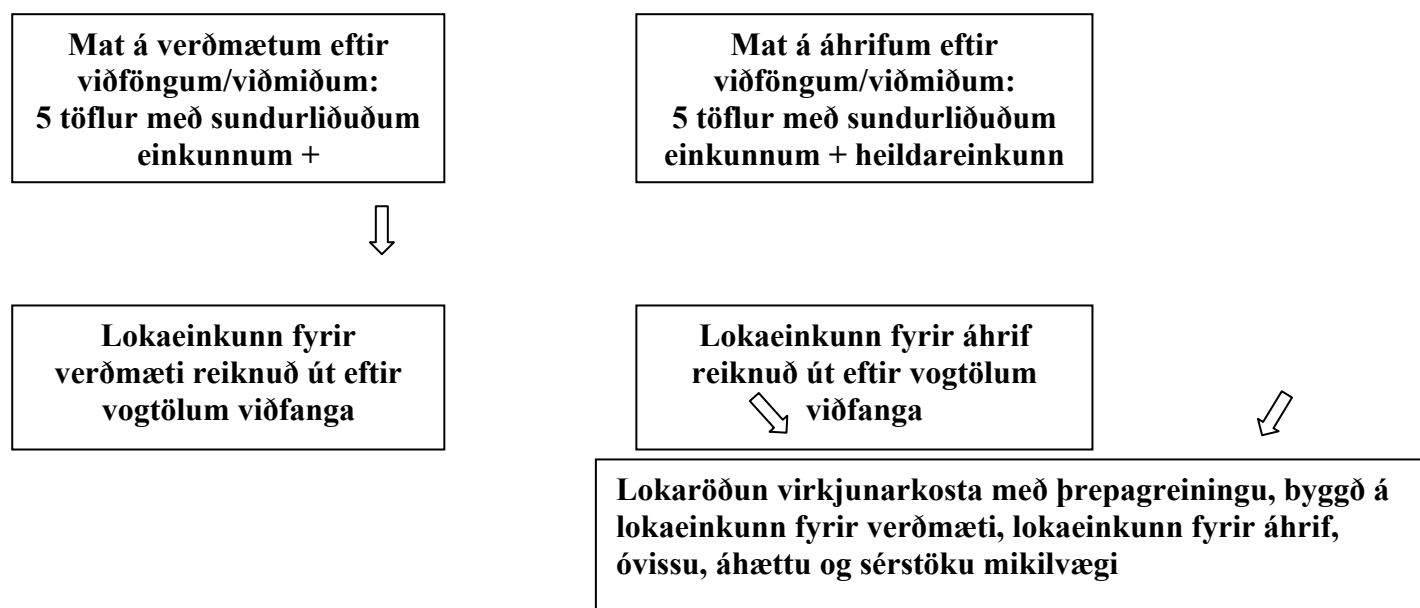 Mat á verðmætum eftir
viðföngum/viðmiðum:
5 töflur með sundurliðuðum
einkunnum +
Mat á áhrifum eftir
viðföngum/viðmiðum:
5 töflur með sundurliðuðum
einkunnum + heildareinkunn
Lokaeinkunn fyrir
verðmæti reiknuð út eftir
vogtölum viðfanga
Lokaeinkunn fyrir áhrif
reiknuð út eftir vogtölum
viðfanga
Lokaröðun virkjunarkosta með þrepagreiningu, byggð á
lokaeinkunn fyrir verðmæti, lokaeinkunn fyrir áhrif,
óvissu, áhættu og sérstöku mikilvægi